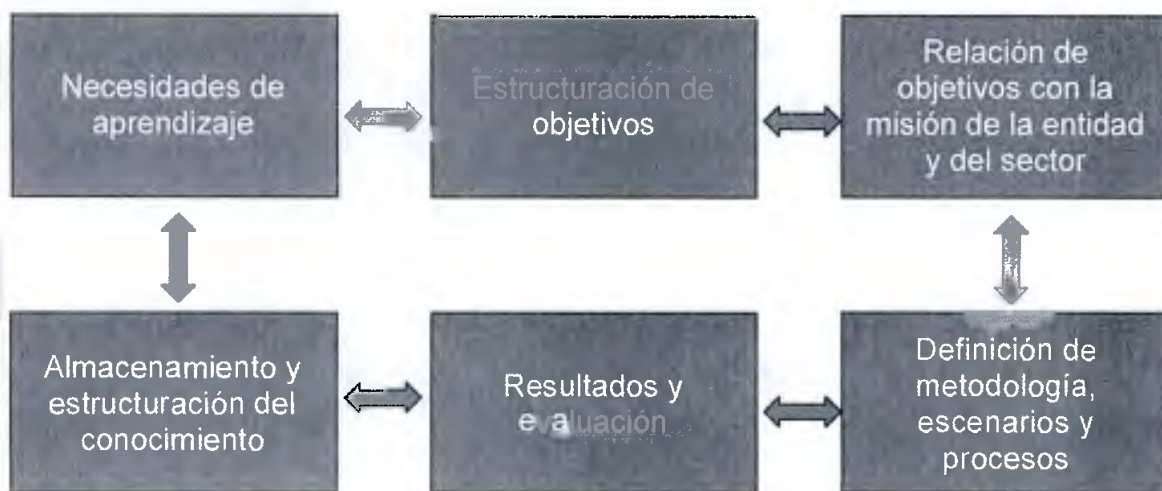 Necesidades de
aprendizaje
Estructuración de
objetivos
Relación de
objetivos con la
misión de la entidad
y del sector
Almacenamiento y
estructuración del
conocimiento
Resultados y
evaluación
Definición de
metodología,
escenarios y
procesos